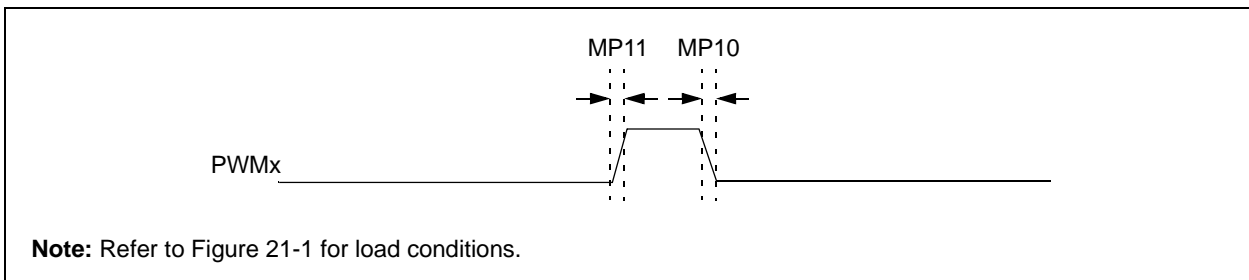 MP11 MP10
PWMx
Note: Refer to Figure 21-1 for load conditions.